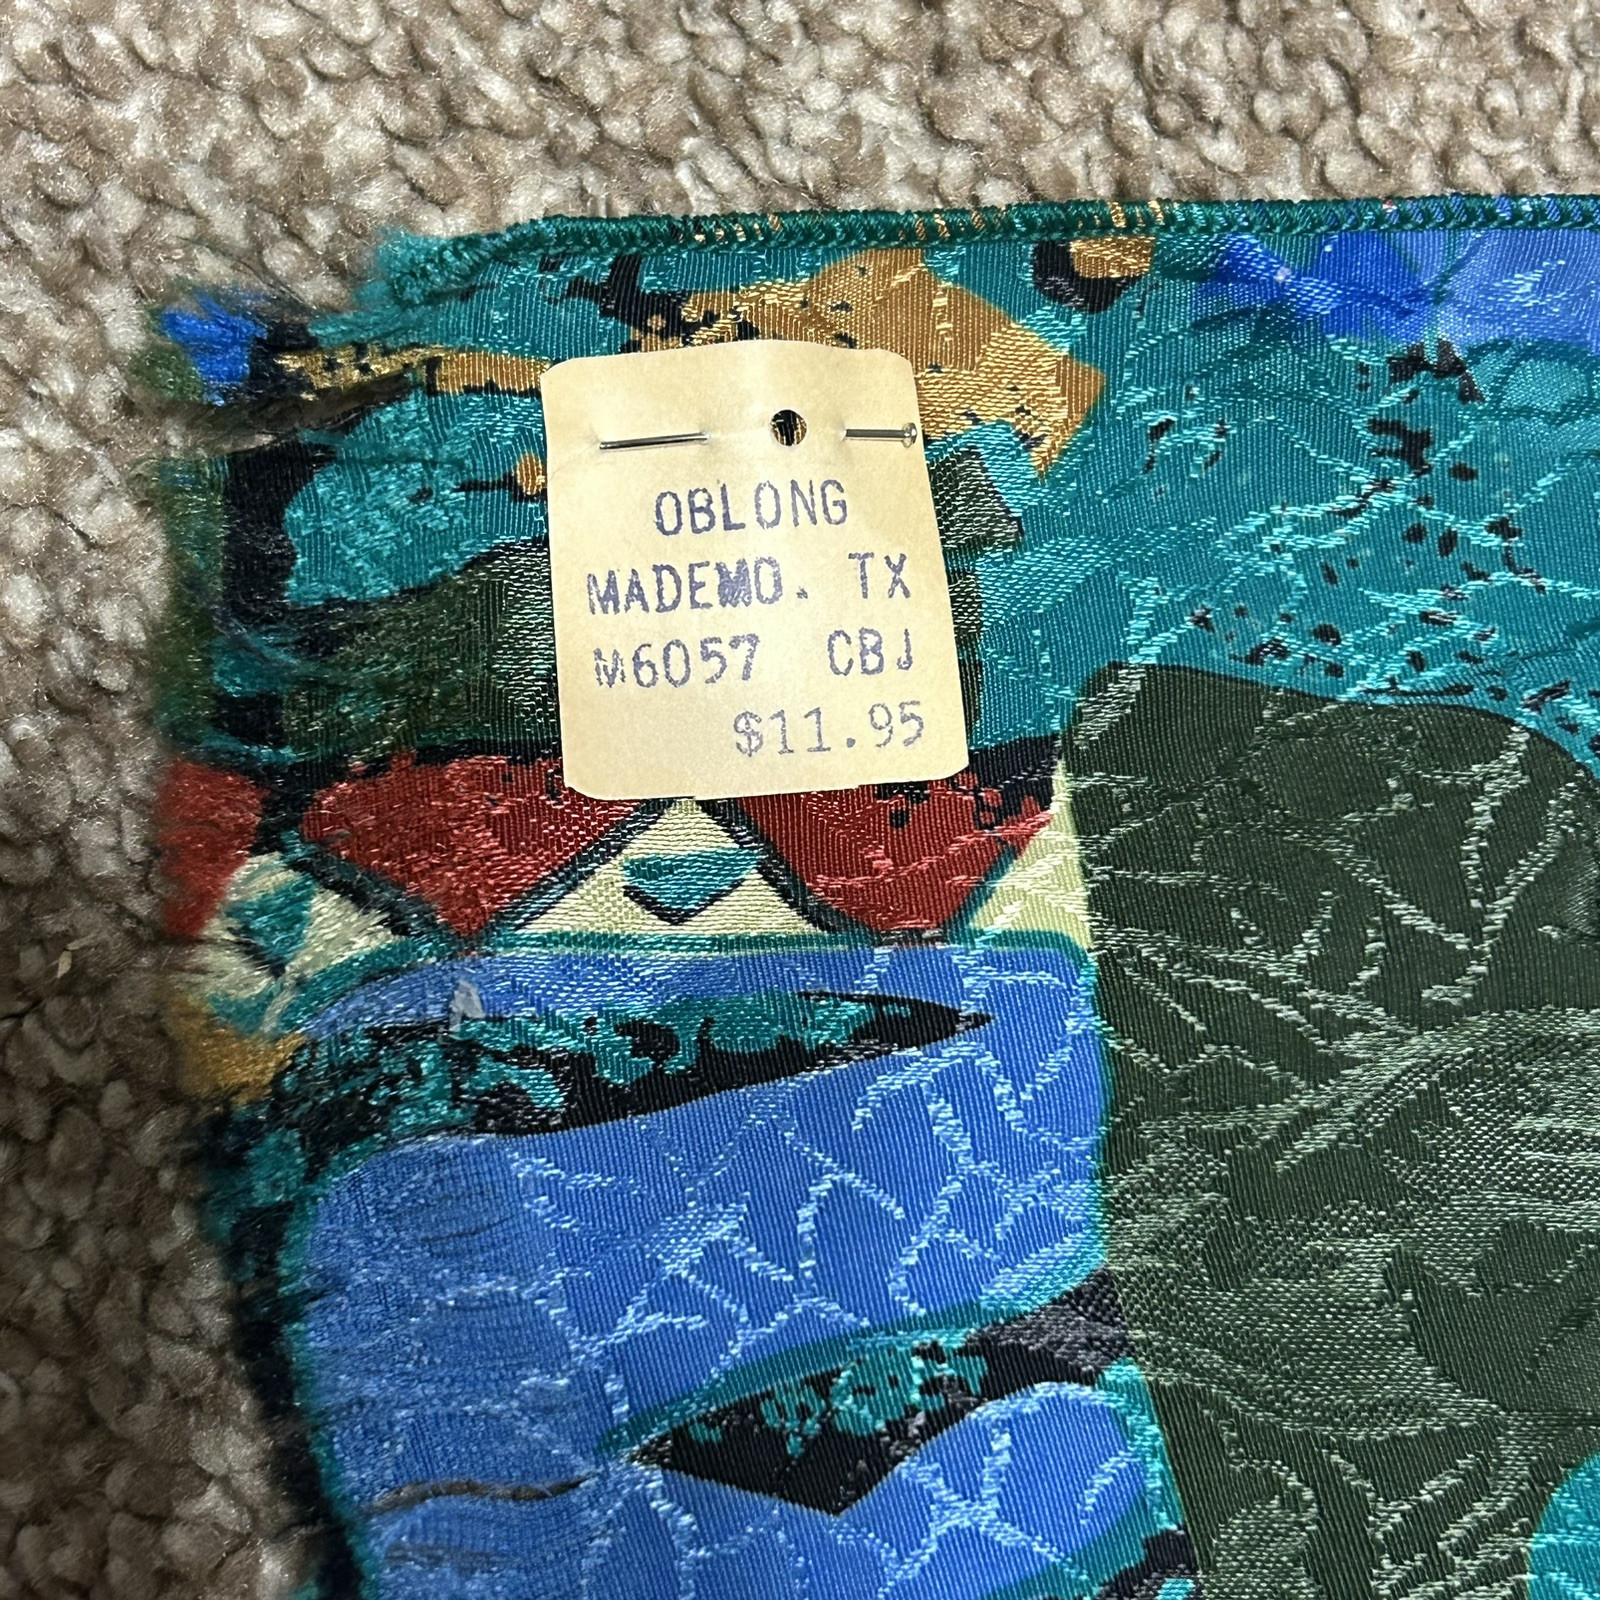 OBLONG
MADEMO. TX
M6057 CBJ
$11.95